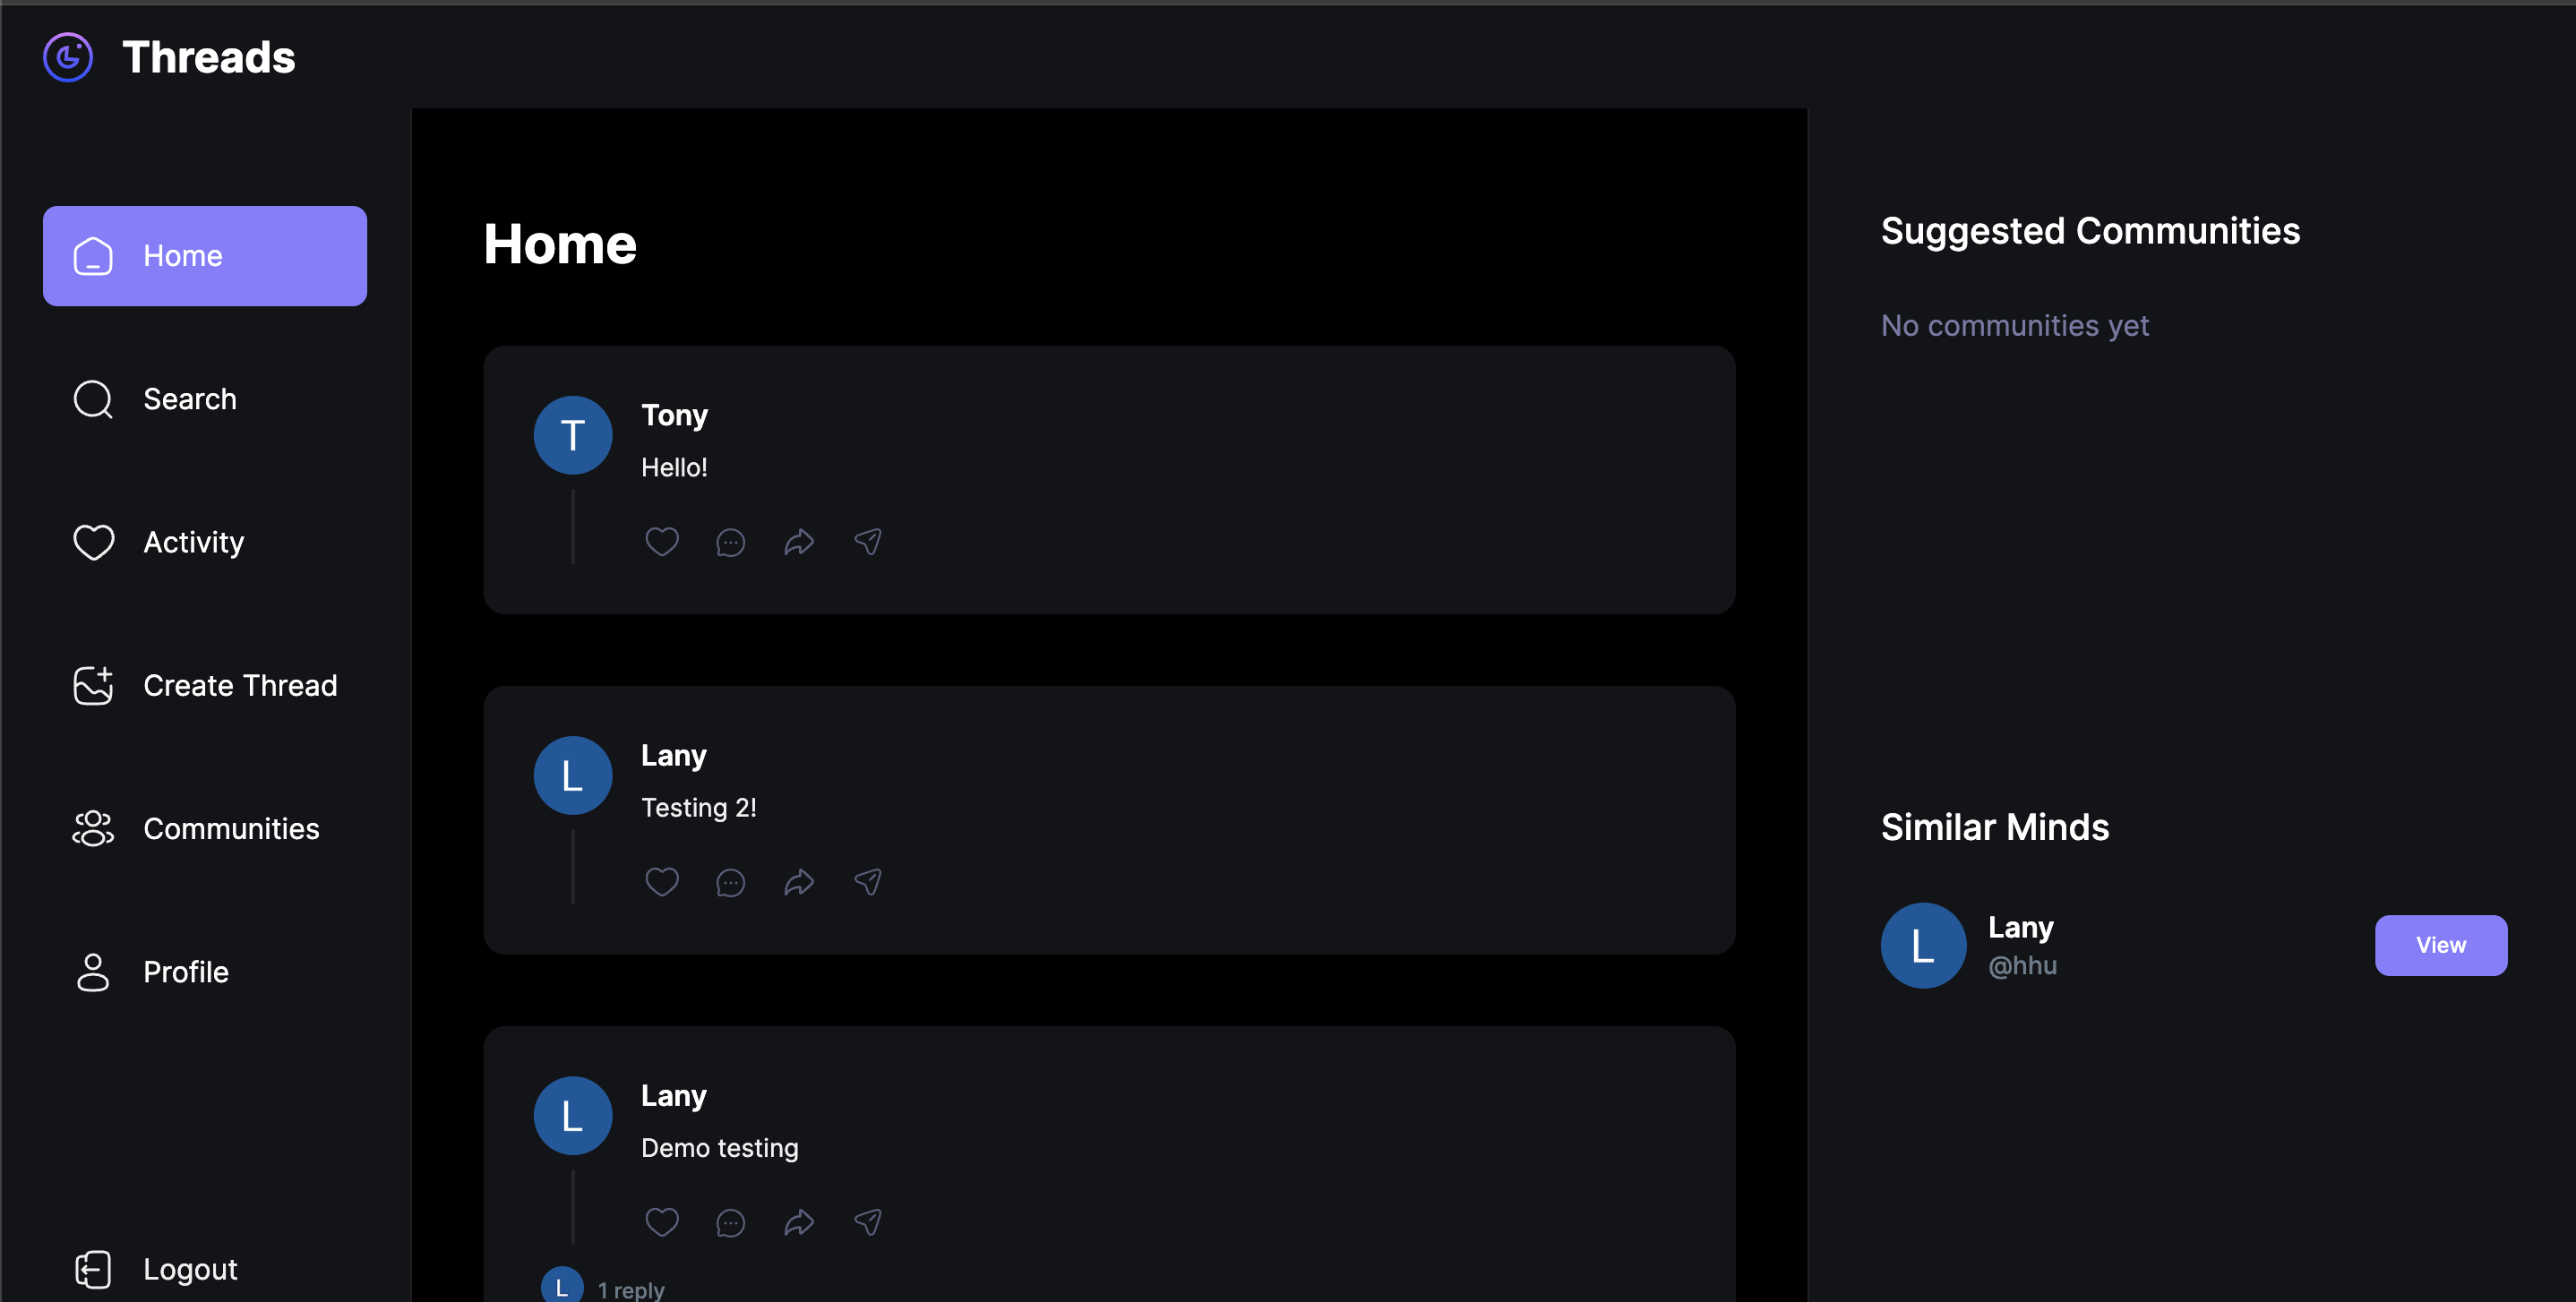 Threads
Home
Search
Activity
Create Thread
Communities
Profile
Logout
Home
T
Tony
Hello!
L
Lany
Testing 2!
L
Lany
Demo testing
L
1 reply
Suggested Communities
No communities yet
Similar Minds
L
Lany
@hhu
View